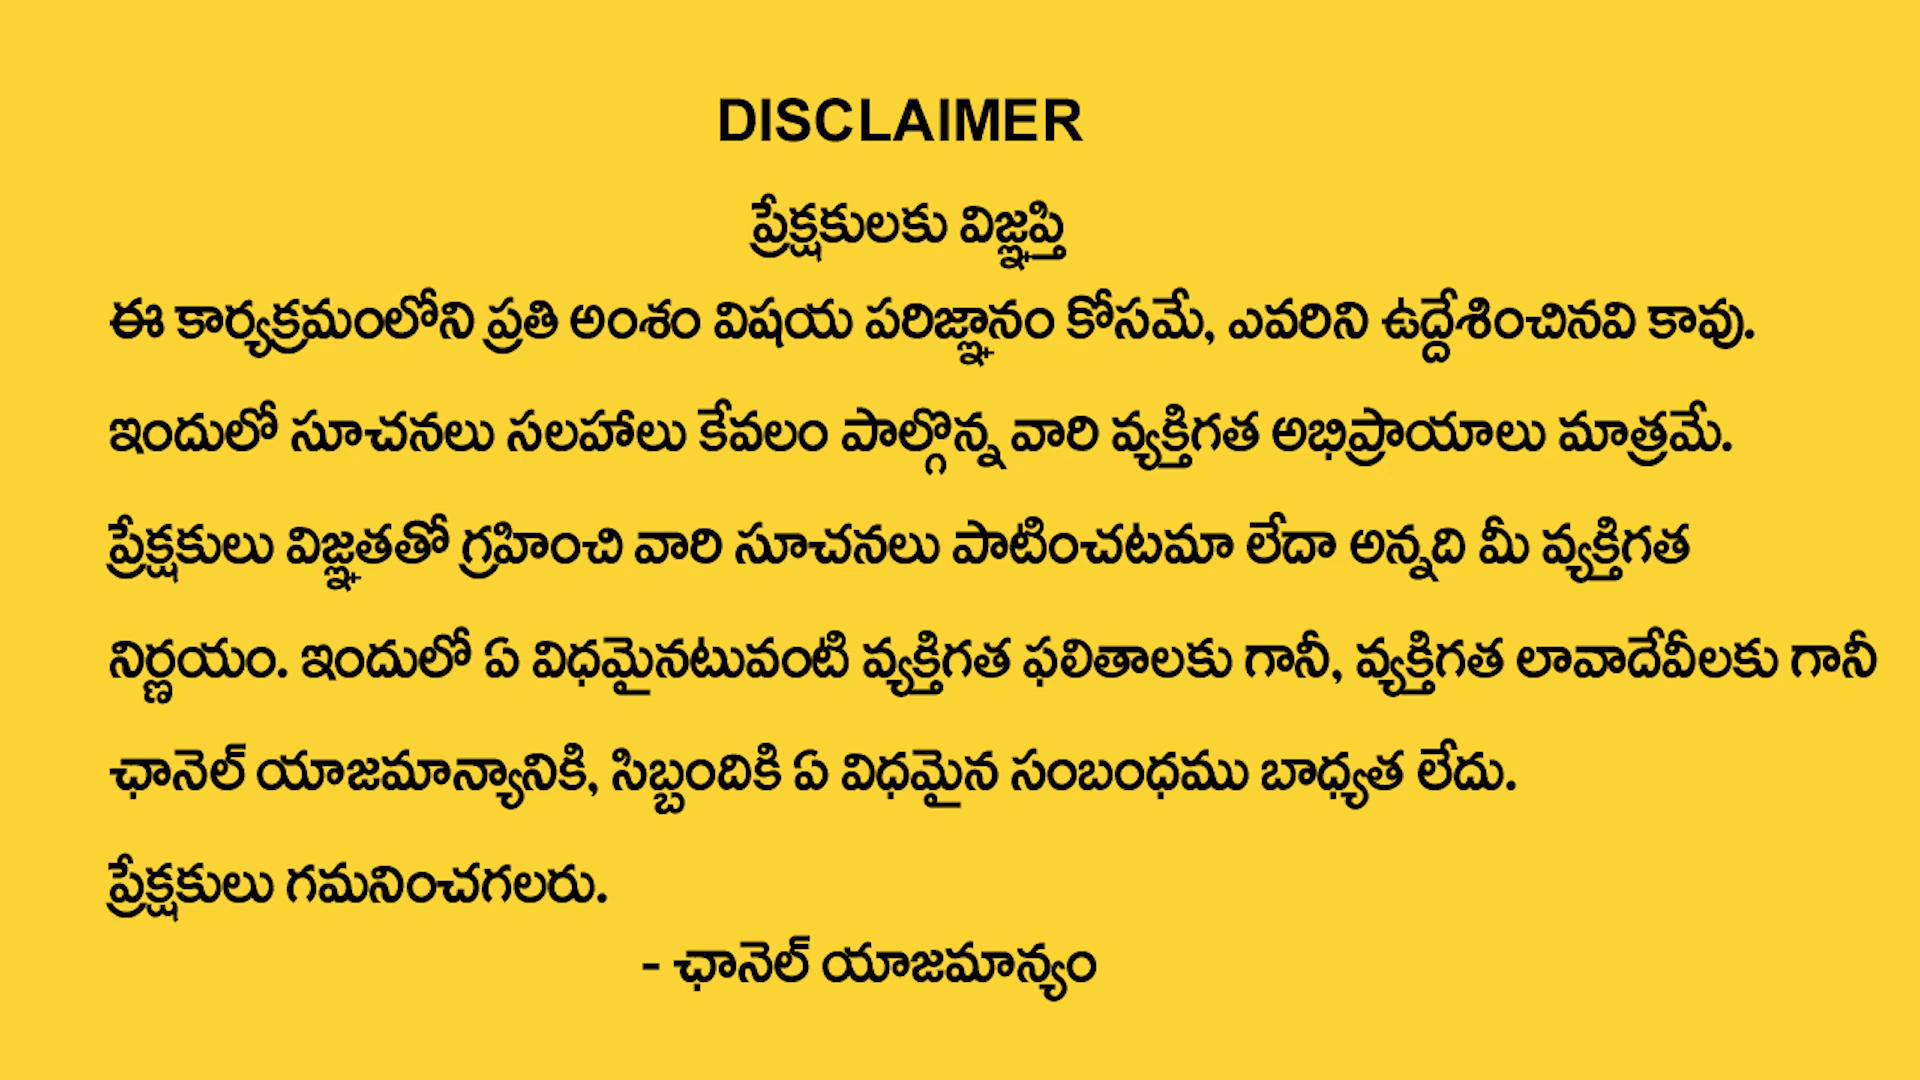 DISCLAIMER
ప్రేక్షకులకు విజ్ఞప్తి
ఈ కార్యక్రమంలోని ప్రతి అంశం విషయ పరిజ్ఞానం కోసమే, ఎవరిని ఉద్దేశించినవి కావు.
ఇందులో సూచనలు సలహాలు కేవలం పాల్గొన్న వారి వ్యక్తిగత అభిప్రాయాలు మాత్రమే.
ప్రేక్షకులు విజ్ఞతతో గ్రహించి వారి సూచనలు పాటించటమా లేదా అన్నది మీ వ్యక్తిగత
నిర్ణయం. ఇందులో ఏ విధమైనటువంటి వ్యక్తిగత ఫలితాలకు గానీ, వ్యక్తిగత లావాదేవీలకు గానీ
ఛానెల్ యాజమాన్యానికి, సిబ్బందికి ఏ విధమైన సంబంధము బాధ్యత లేదు.
ప్రేక్షకులు గమనించగలరు.
- ఛానెల్ యాజమాన్యం